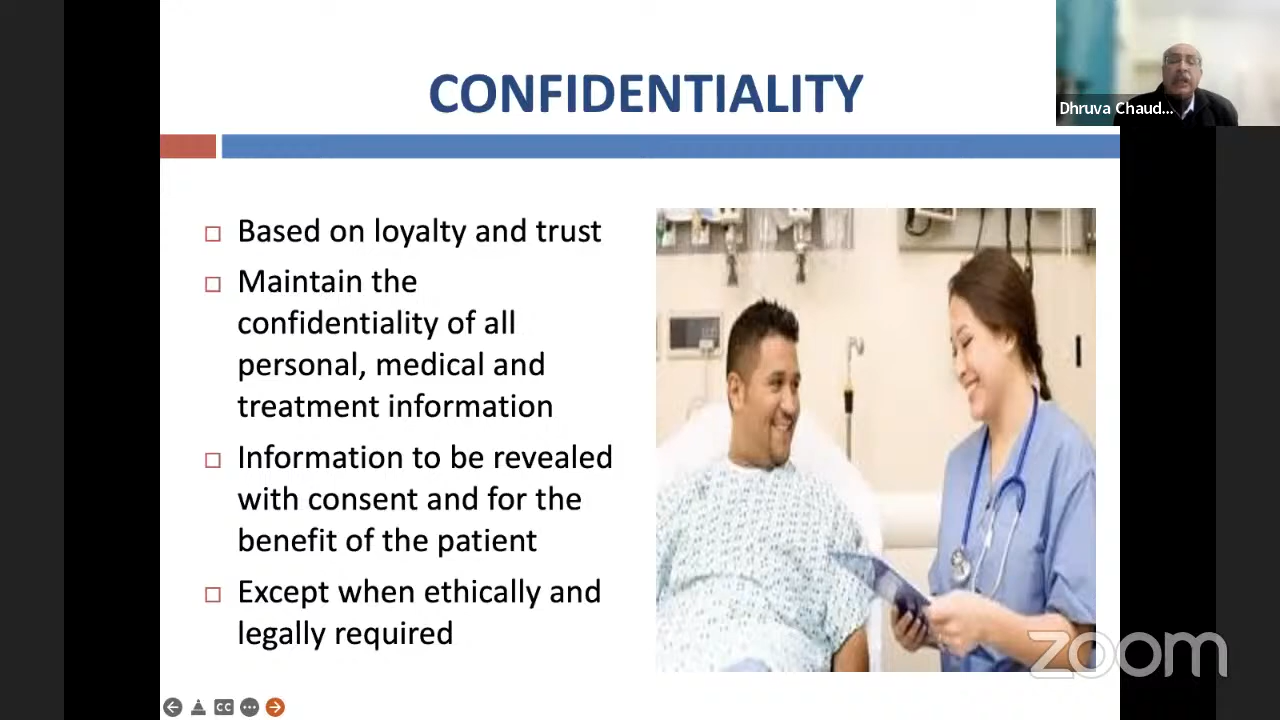 CONFIDENTIALITY
Dhruva Chaud...
Based on loyalty and trust
Maintain the
confidentiality of all
personal, medical and
treatment information
Information to be revealed
with consent and for the
benefit of the patient
Except when ethically and
legally required
zoom
CC